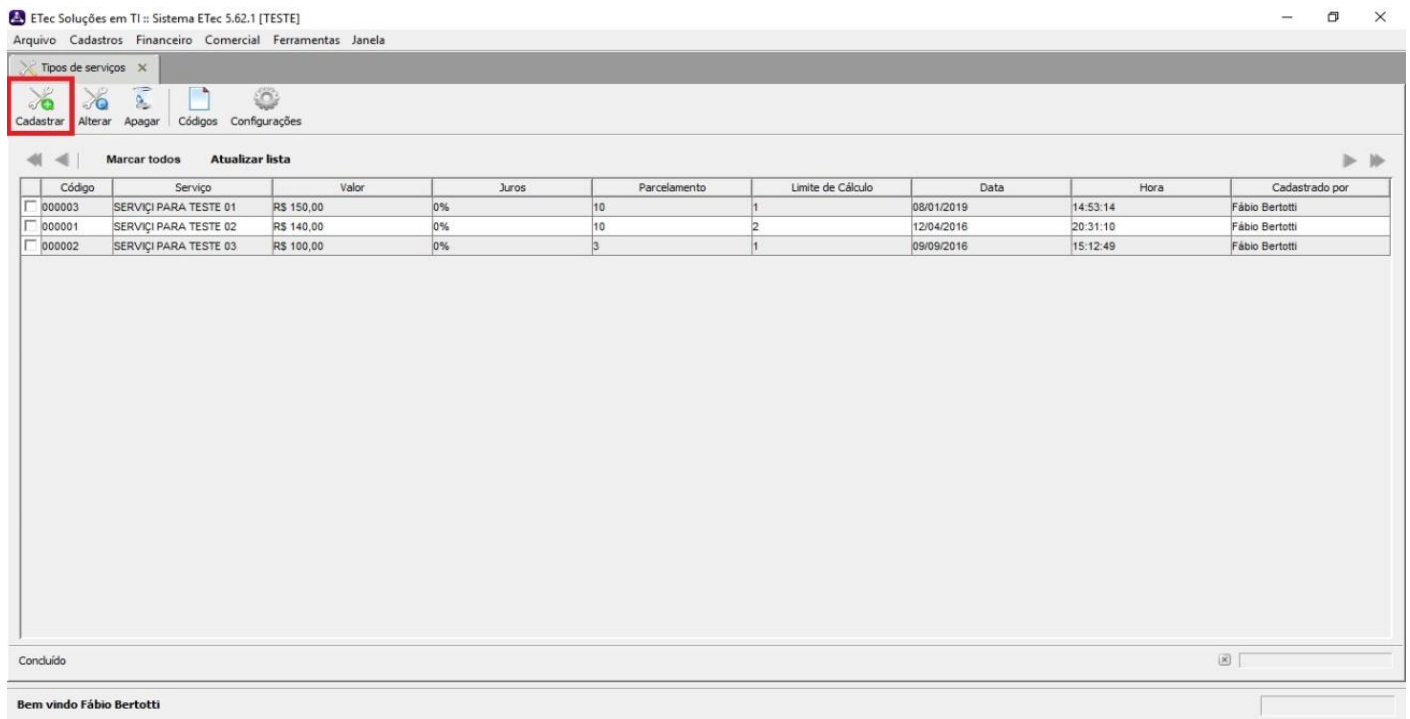 ETec Soluções em TI :: Sistema ETec 5.62.1 [TESTE]
Arquivo Cadastros Financeiro Comercial Ferramentas Janela
Tipos de serviços
Cadastrar Alterar Apagar Códigos Configurações
Marcar todos Atualizar lista
Código Serviço Valor Juros Parcelamento Limite de Cálculo Data Hora Cadastrado por
000003 SERVIÇI PARA TESTE 01 R$ 150,00 0% 10 1 08/01/2019 14:53:14 Fábio Bertotti
000001 SERVIÇI PARA TESTE 02 R$ 140,00 0% 10 2 12/04/2016 20:31:10 Fábio Bertotti
000002 SERVIÇI PARA TESTE 03 R$ 100,00 0% 3 1 09/09/2016 15:12:49 Fábio Bertotti
Concluído
Bem vindo Fábio Bertotti